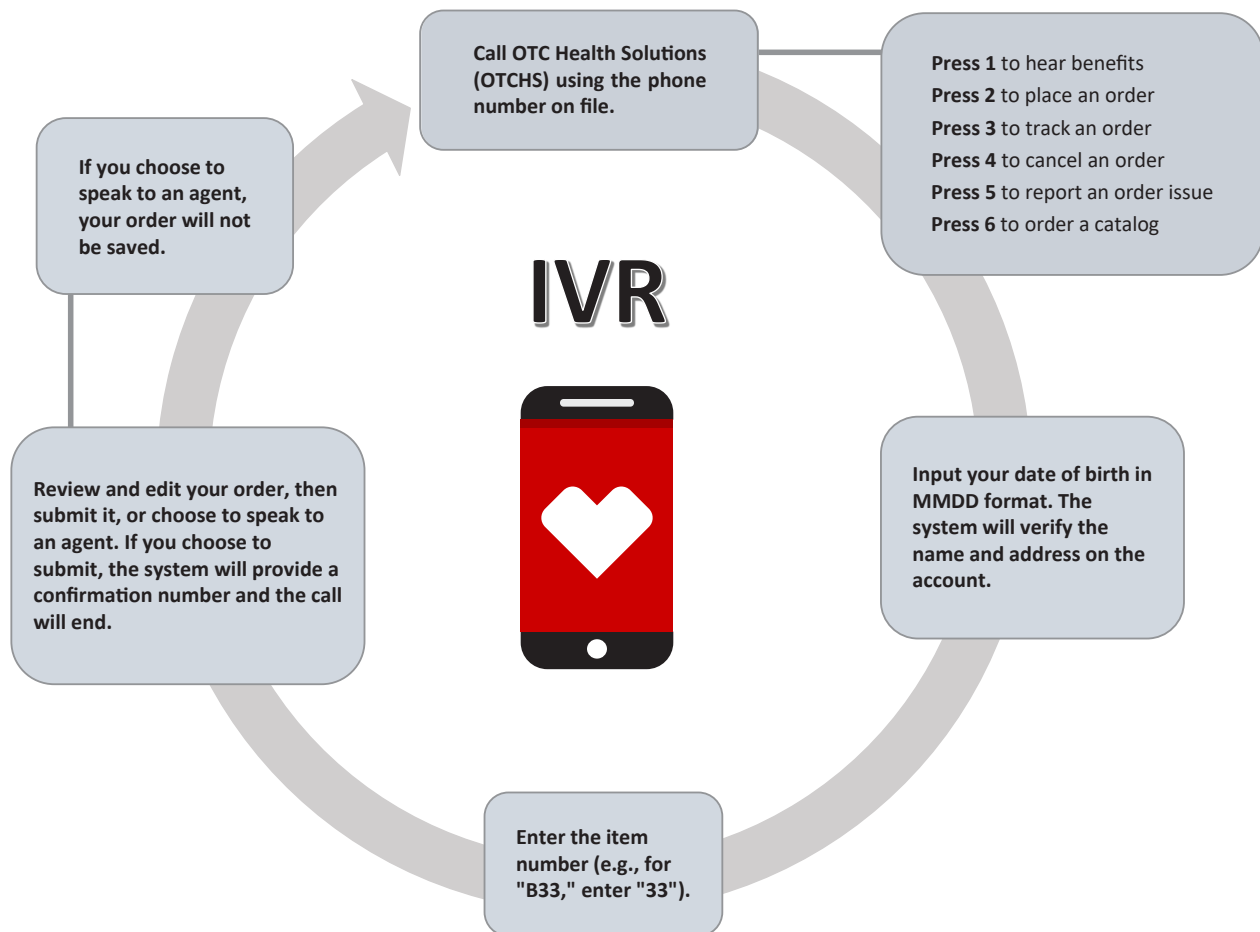 Call OTC Health Solutions
(OTCHS) using the phone
number on file.
Press 1 to hear benefits
Press 2 to place an order
Press 3 to track an order
Press 4 to cancel an order
Press 5 to report an order issue
Press 6 to order a catalog
If you choose to
speak to an agent,
your order will not
be saved.
IVR
Input your date of birth in
MMDD format. The
system will verify the
name and address on the
account.
Review and edit your order, then
submit it, or choose to speak to
an agent. If you choose to
submit, the system will provide a
confirmation number and the call
will end.
Enter the item
number (e.g., for
"B33," enter "33").